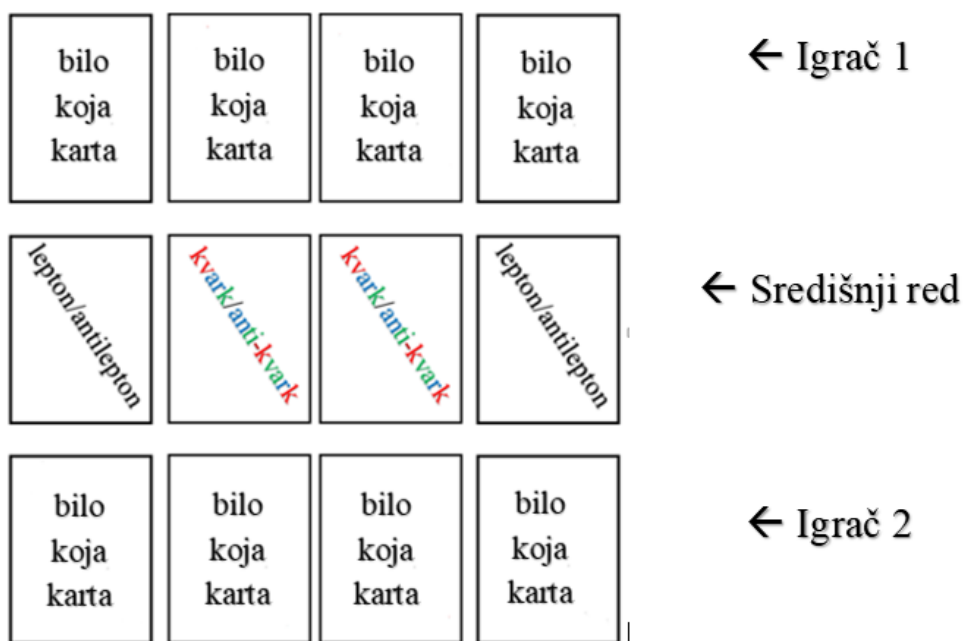 bilo
koja
karta
bilo
koja
karta
bilo
koja
karta
bilo
koja
karta
← Igrač 1
lepton/antilepton
kvark/anti-kvark
kvark/anti-kvark
lepton/antilepton
← Središnji red
bilo
koja
karta
bilo
koja
karta
bilo
koja
karta
bilo
koja
karta
← Igrač 2